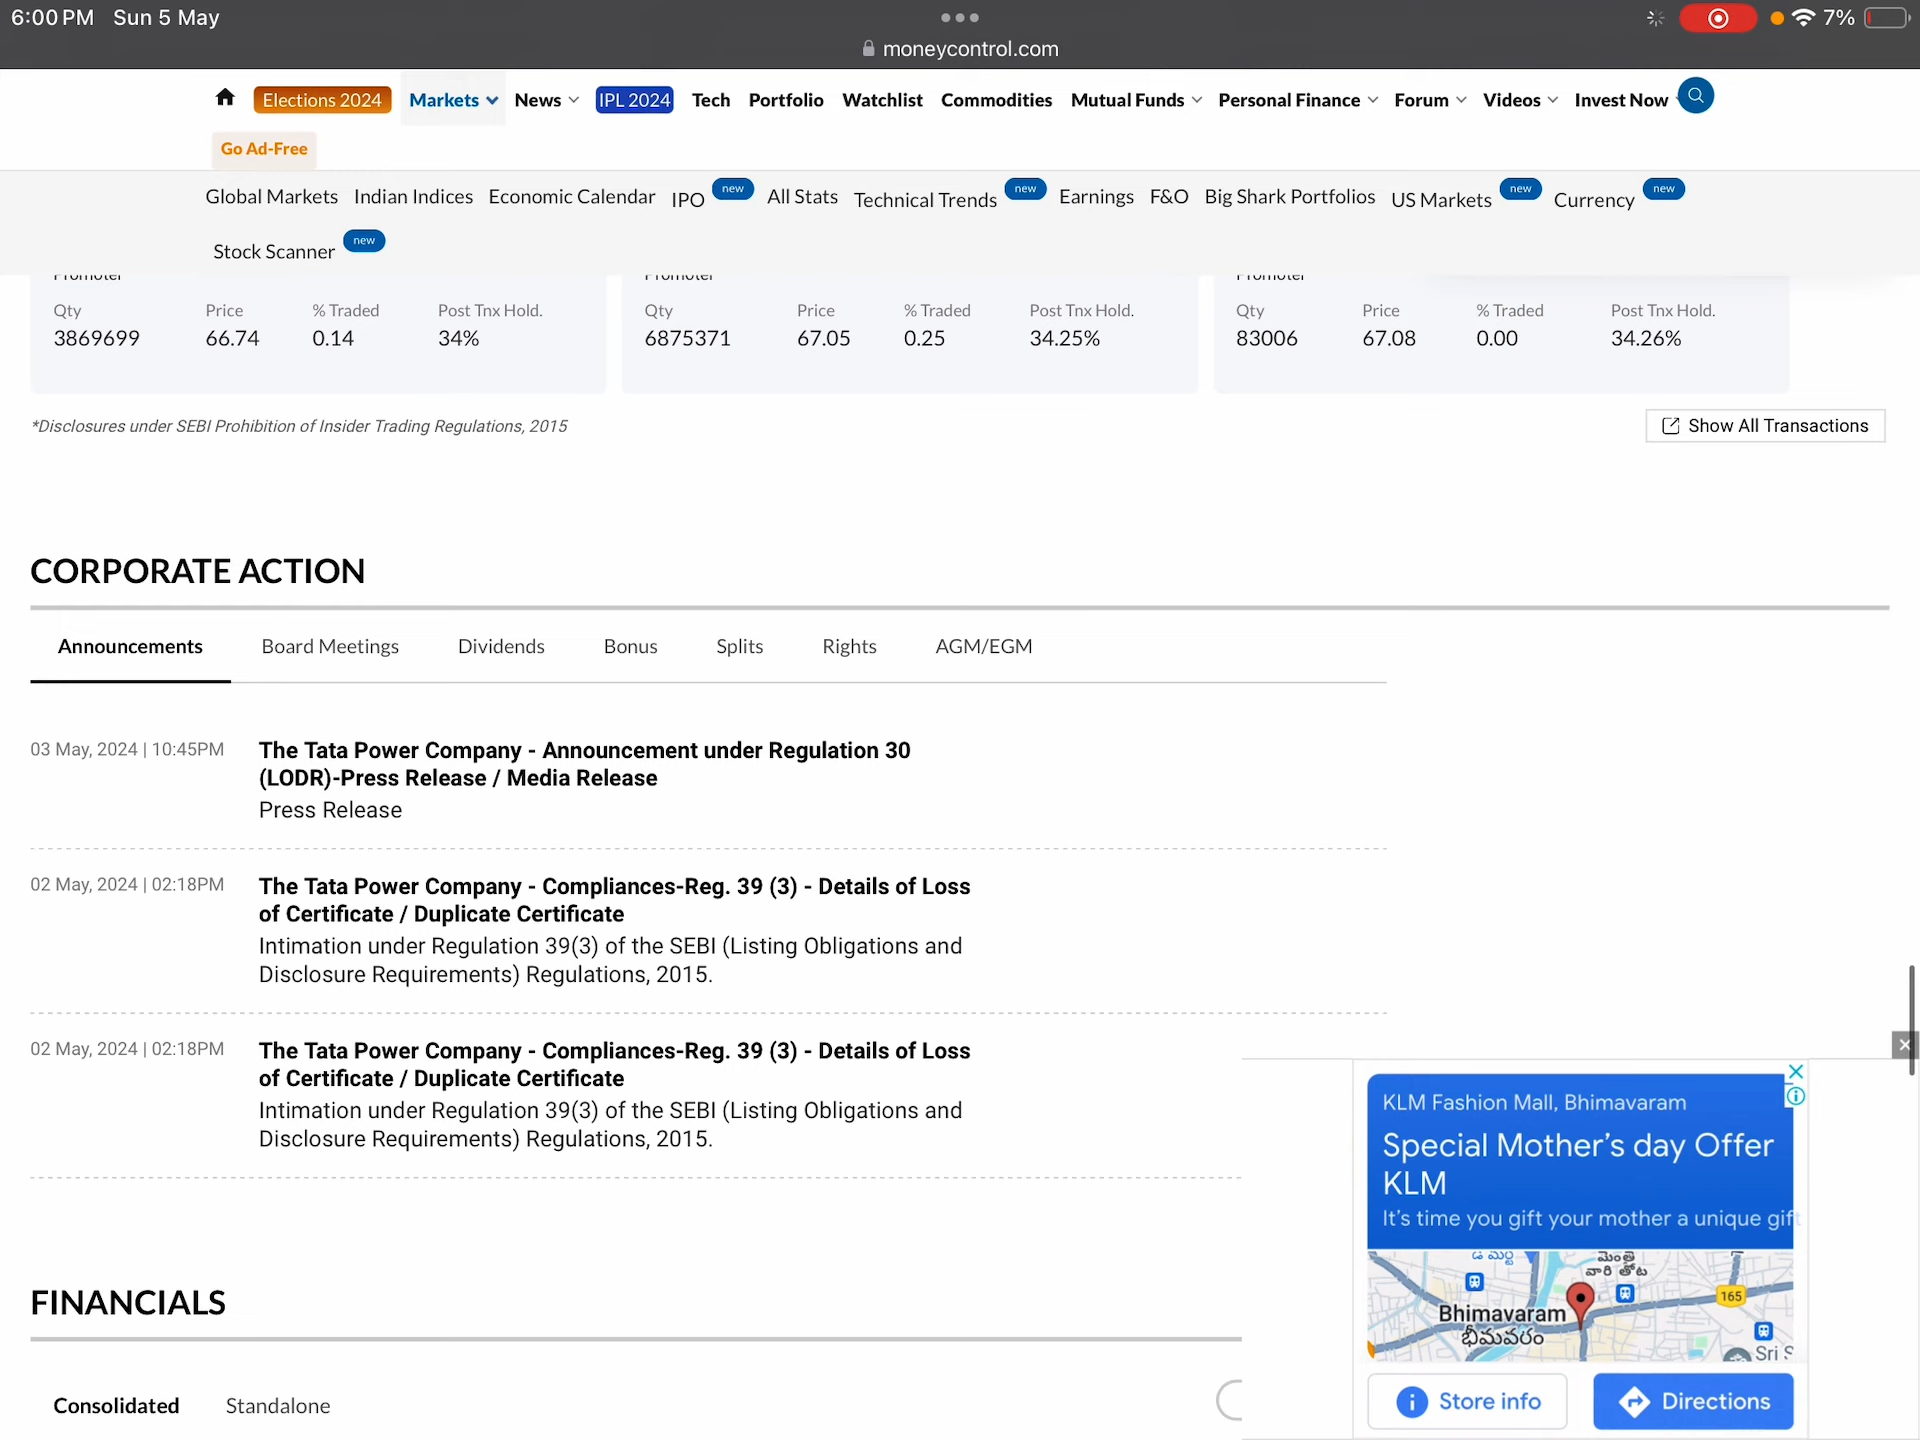 6:00 PM Sun 5 May
7%
moneycontrol.com
Elections 2024 Markets News IPL 2024 Tech Portfolio Watchlist Commodities Mutual Funds Personal Finance Forum Videos Invest Now
Go Ad-Free
Global Markets Indian Indices Economic Calendar IPO new All Stats Technical Trends new Earnings F&O Big Shark Portfolios US Markets new Currency new
Stock Scanner new
Promoter Promoter Promoter
Qty Price % Traded Post Tnx Hold. Qty Price % Traded Post Tnx Hold. Qty Price % Traded Post Tnx Hold.
3869699 66.74 0.14 34% 6875371 67.05 0.25 34.25% 83006 67.08 0.00 34.26%
*Disclosures under SEBI Prohibition of Insider Trading Regulations, 2015
Show All Transactions
CORPORATE ACTION
Announcements Board Meetings Dividends Bonus Splits Rights AGM/EGM
03 May, 2024 | 10:45PM
The Tata Power Company - Announcement under Regulation 30
(LODR)-Press Release / Media Release
Press Release
02 May, 2024 | 02:18PM
The Tata Power Company - Compliances-Reg. 39 (3) - Details of Loss
of Certificate / Duplicate Certificate
Intimation under Regulation 39(3) of the SEBI (Listing Obligations and
Disclosure Requirements) Regulations, 2015.
02 May, 2024 | 02:18PM
The Tata Power Company - Compliances-Reg. 39 (3) - Details of Loss
of Certificate / Duplicate Certificate
Intimation under Regulation 39(3) of the SEBI (Listing Obligations and
Disclosure Requirements) Regulations, 2015.
FINANCIALS
Consolidated Standalone
KLM Fashion Mall, Bhimavaram
Special Mother's day Offer
KLM
It's time you gift your mother a unique gift
వారి తోట
165
Bhimavaram
భీమవరం
Sri
Store info Directions